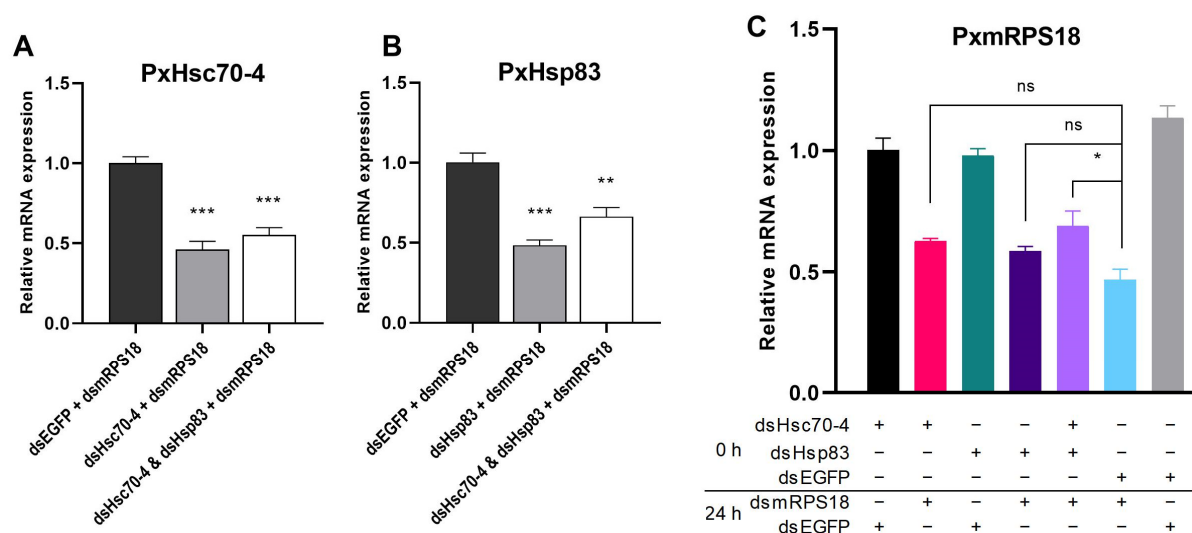 A
PxHsc70-4
Relative mRNA expression
1.5
1.0
0.5
0.0
***
***
dsEGFP + dsmRPS18
dsHsc70-4 + dsmRPS18
dsHsc70-4 & dsHsp83 + dsmRPS18
B
PxHsp83
Relative mRNA expression
1.5
1.0
0.5
0.0
***
**
dsEGFP + dsmRPS18
dsHsp83 + dsmRPS18
dsHsc70-4 & dsHsp83 + dsmRPS18
C
PxmRPS18
Relative mRNA expression
1.5
1.0
0.5
0.0
ns
ns
*
0 h
dsHsc70-4 + + − − + − −
dsHsp83 − − + + + − −
dsEGFP − − − − − + +
24 h
dsmRPS18 − + − + + + −
dsEGFP + − + − − − +